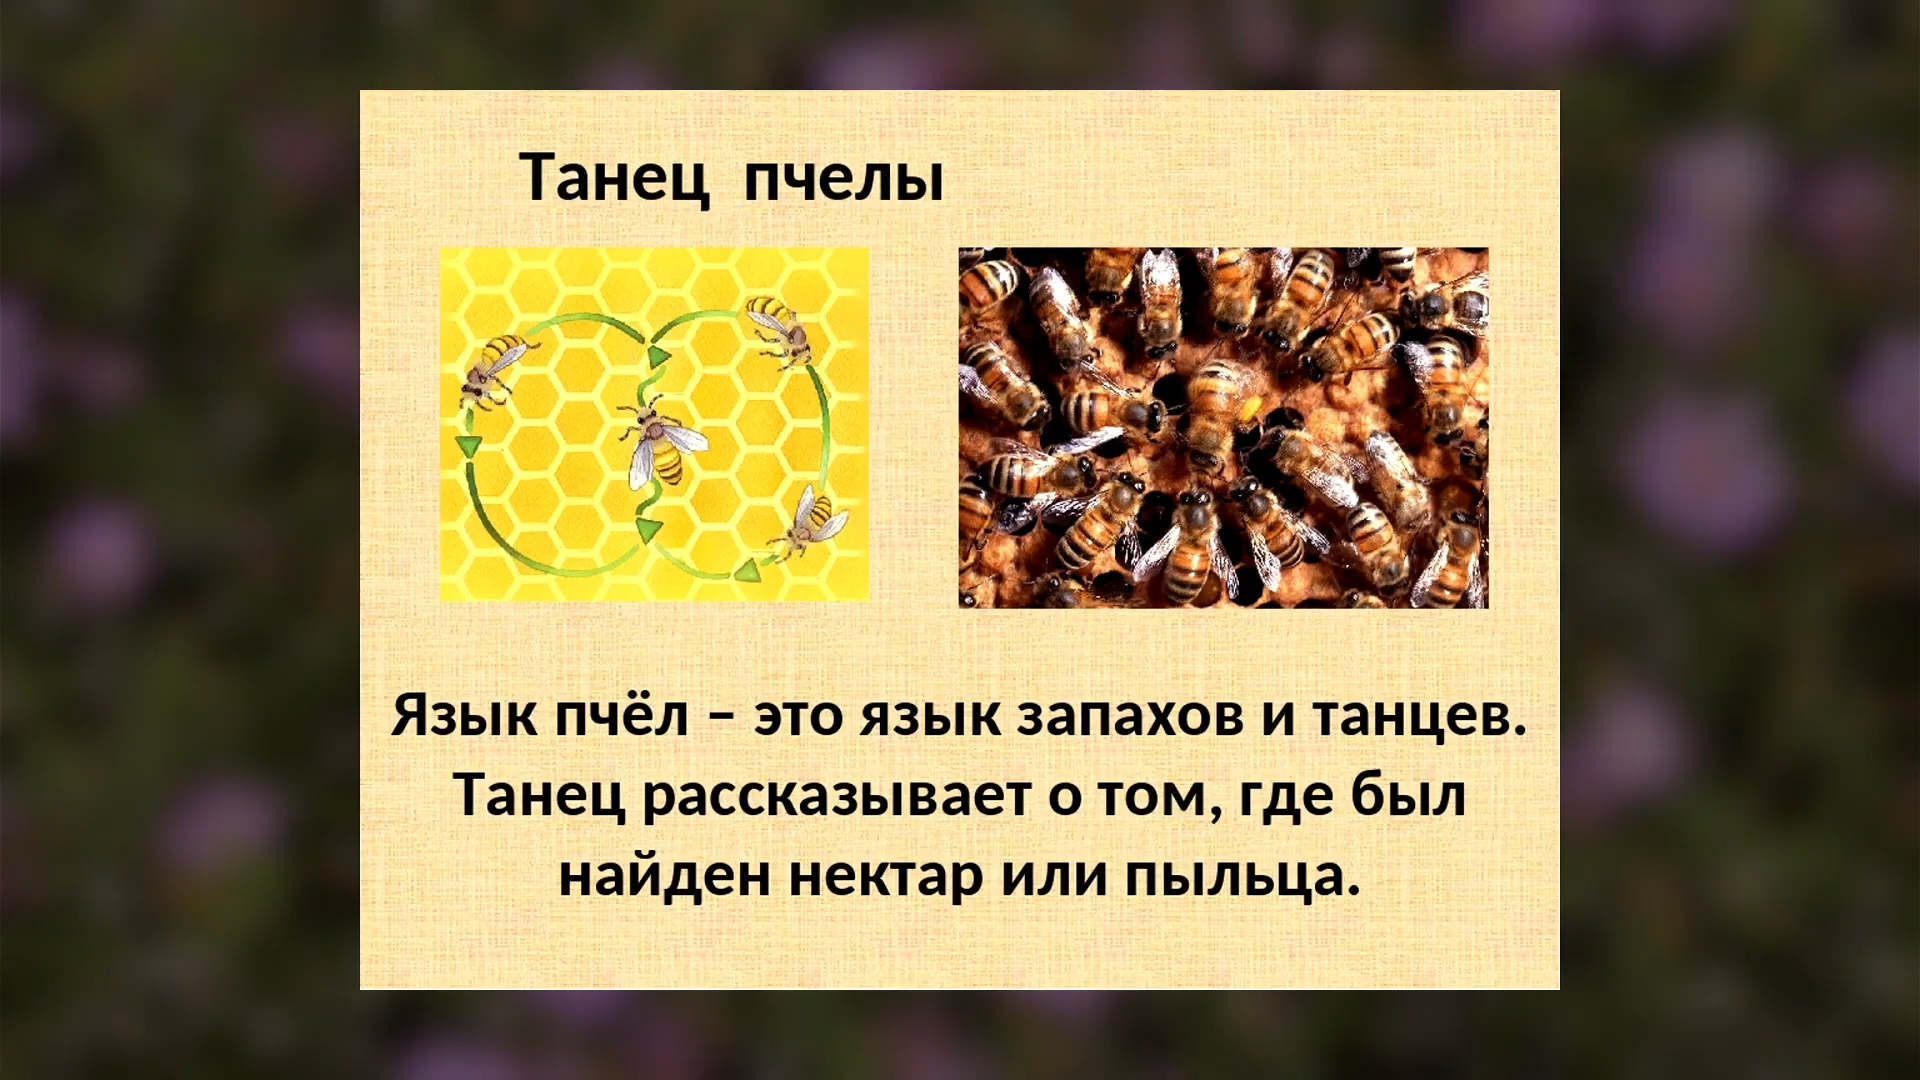 Танец пчелы
Язык пчёл – это язык запахов и танцев.
Танец рассказывает о том, где был
найден нектар или пыльца.